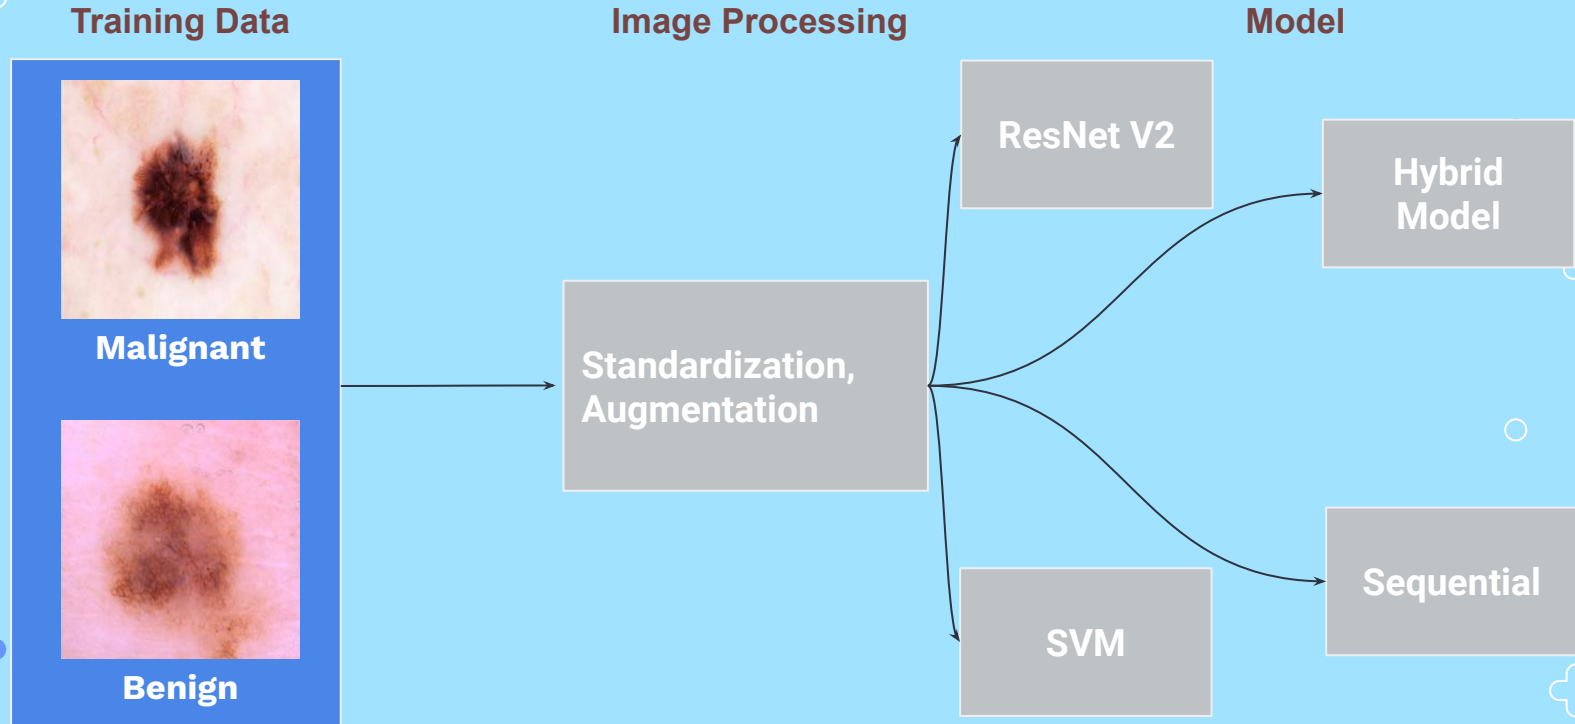 Training Data
Image Processing
Model
Malignant
Benign
Standardization,
Augmentation
ResNet V2
Hybrid
Model
SVM
Sequential